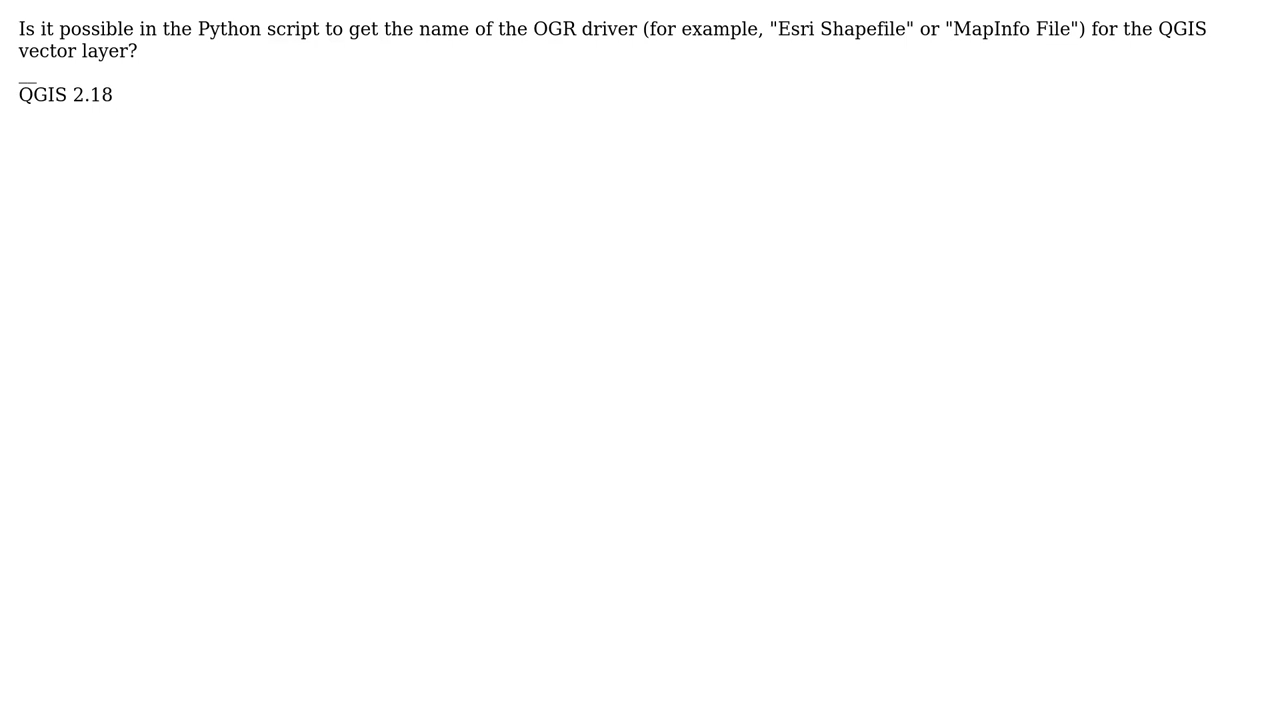 Is it possible in the Python script to get the name of the OGR driver (for example, "Esri Shapefile" or "MapInfo File") for the QGIS
vector layer?
__
QGIS 2.18